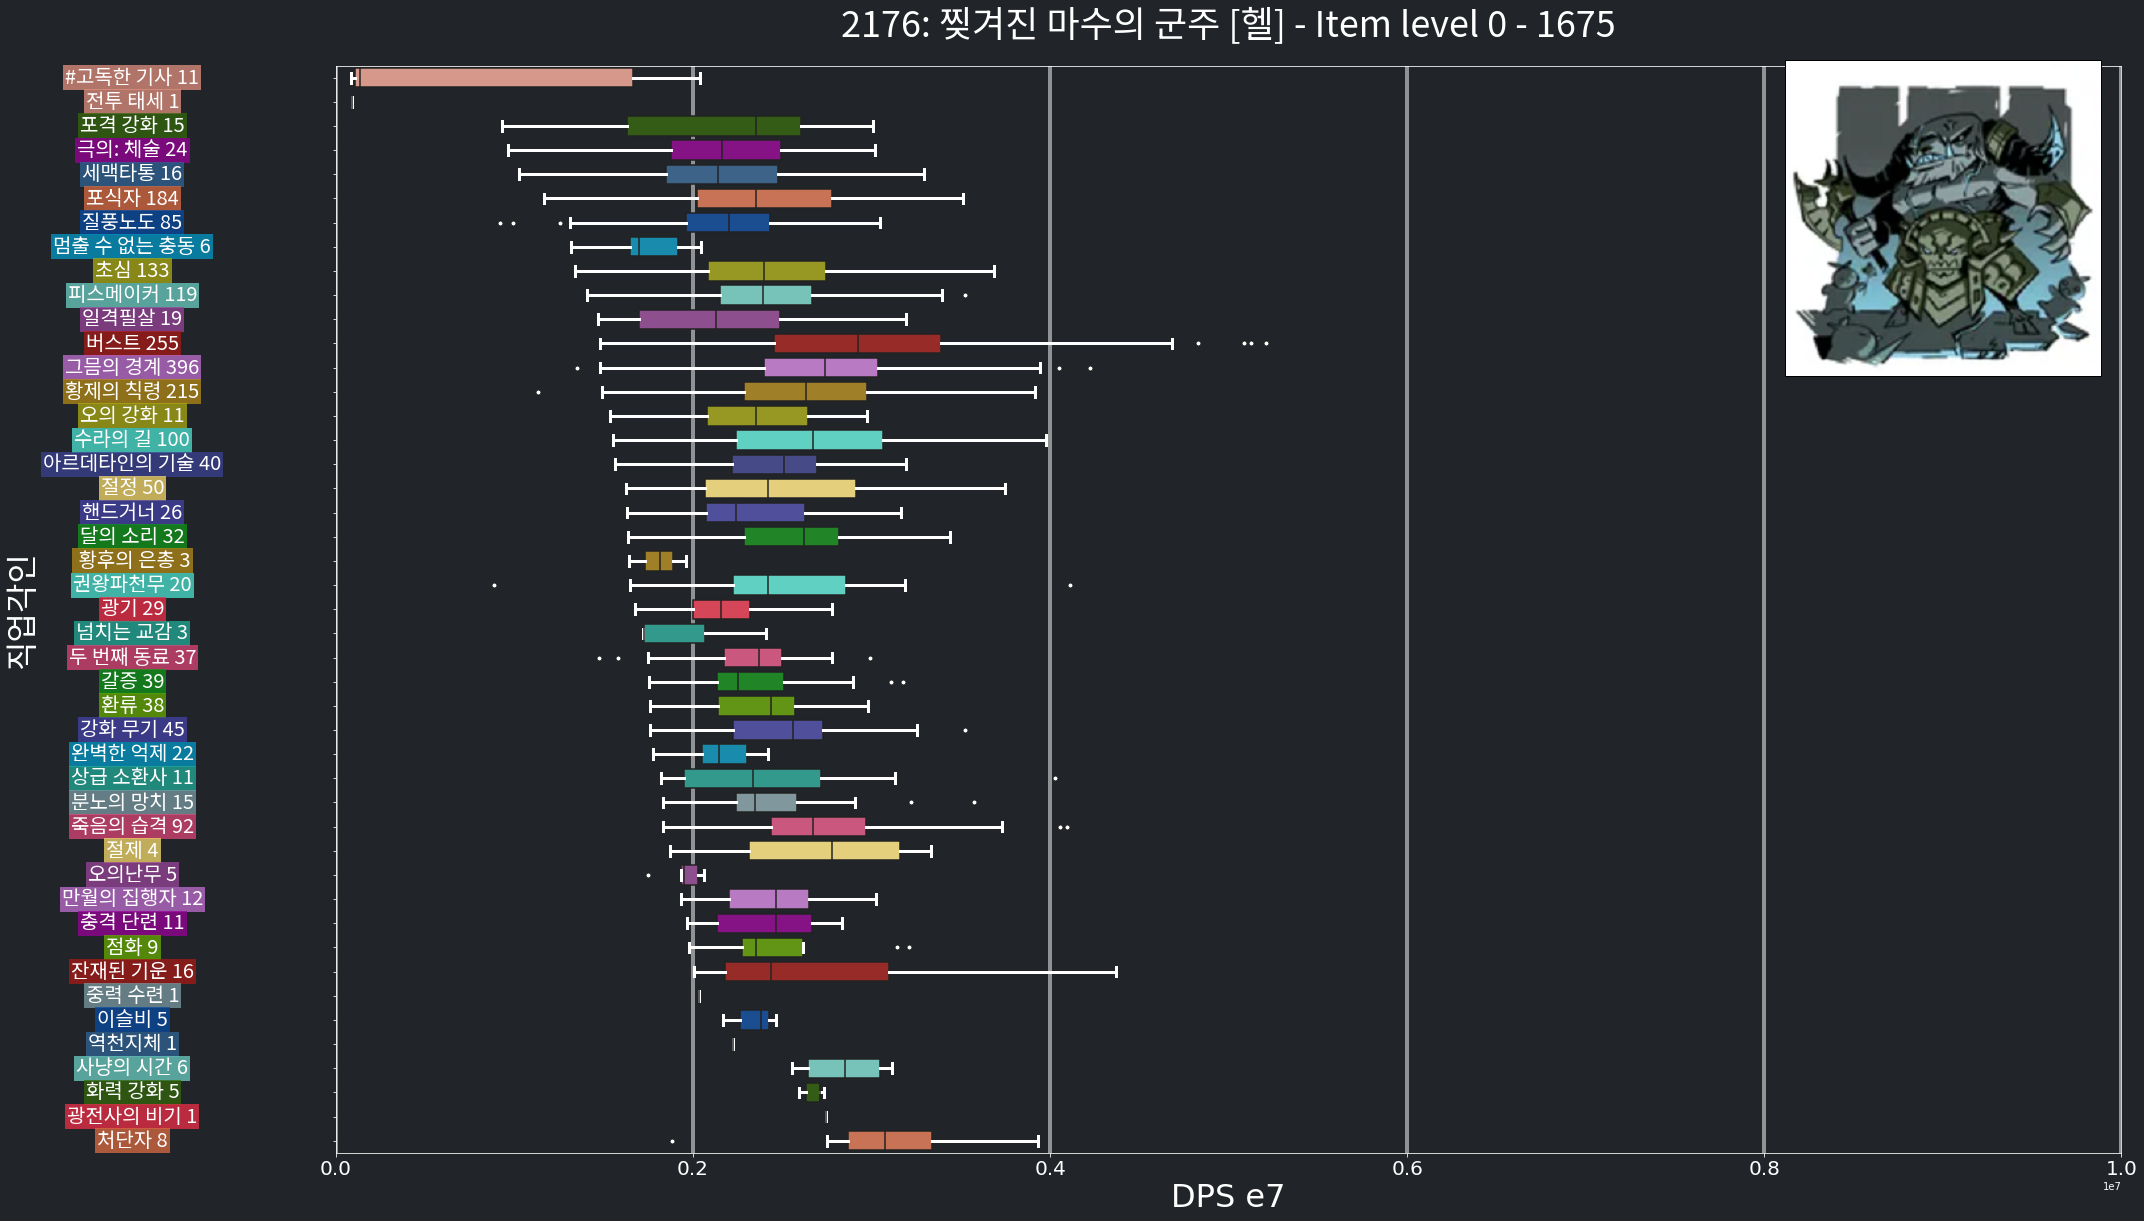 2176: 찢겨진 마수의 군주 [헬] - Item level 0 - 1675
#고독한 기사 11
전투 태세 1
포격 강화 15
극의: 체술 24
세맥타통 16
포식자 184
질풍노도 85
멈출 수 없는 충동 6
초심 133
피스메이커 119
일격필살 19
버스트 255
그믐의 경계 396
황제의 칙령 215
오의 강화 11
수라의 길 100
아르데타인의 기술 40
절정 50
핸드거너 26
달의 소리 32
황후의 은총 3
권왕파천무 20
광기 29
넘치는 교감 3
두 번째 동료 37
갈증 39
환류 38
강화 무기 45
완벽한 억제 22
상급 소환사 11
분노의 망치 15
죽음의 습격 92
절제 4
오의난무 5
만월의 집행자 12
충격 단련 11
점화 9
잔재된 기운 16
중력 수련 1
이슬비 5
역천지체 1
사냥의 시간 6
화력 강화 5
광전사의 비기 1
처단자 8
직업각인
0.0 0.2 0.4 0.6 0.8 1.0
1e7
DPS e7